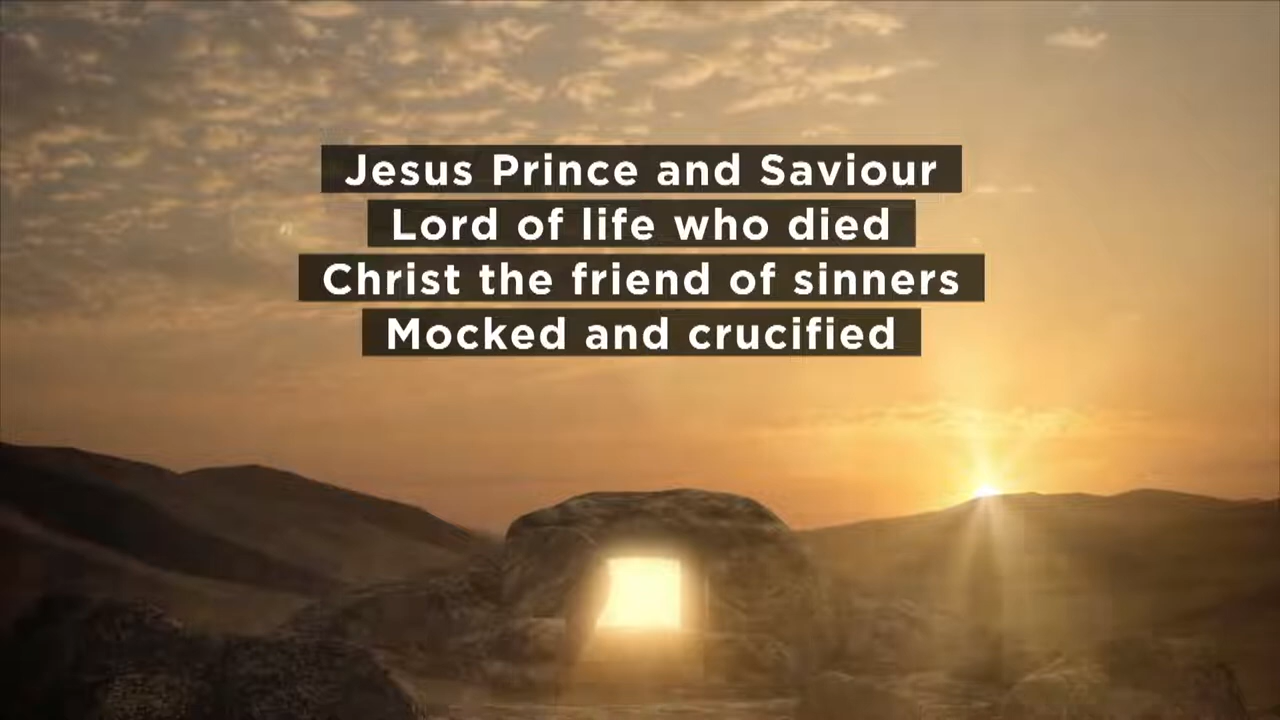 Jesus Prince and Saviour
Lord of life who died
Christ the friend of sinners
Mocked and crucified